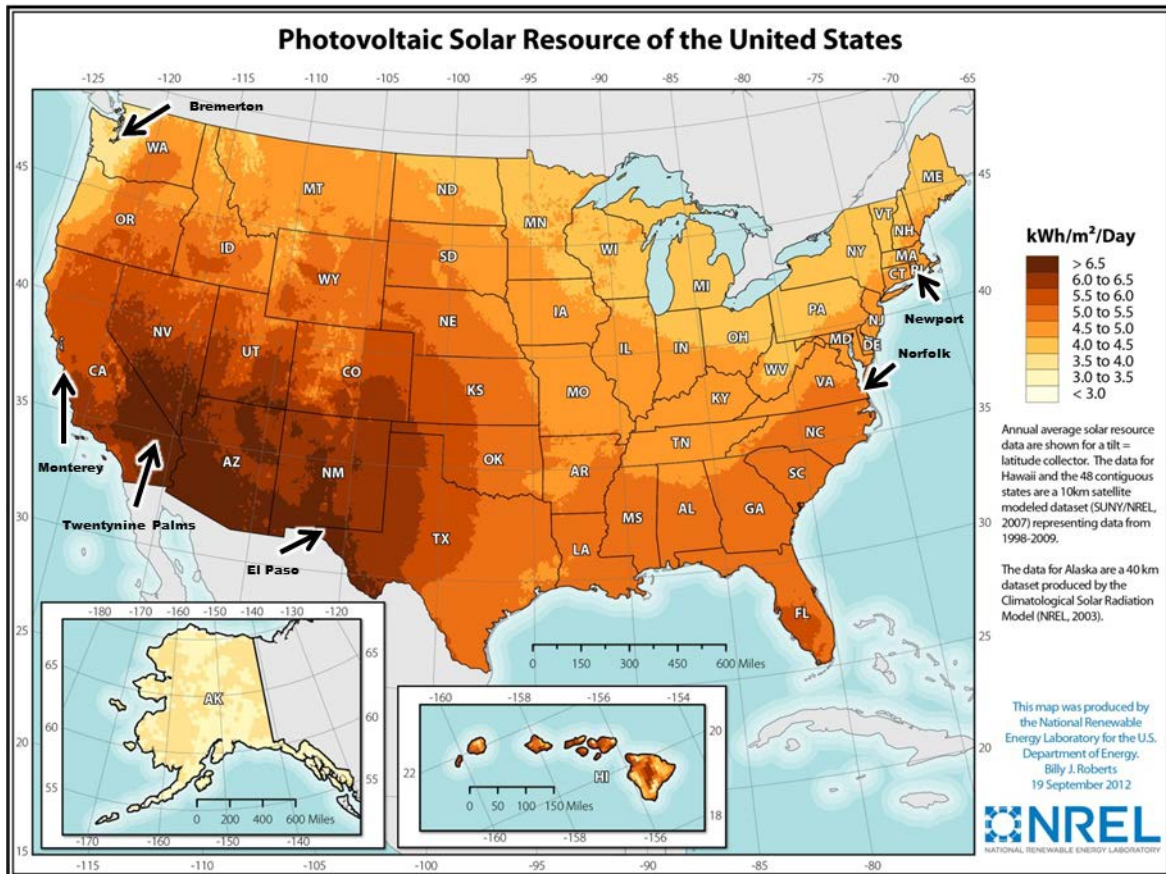 Photovoltaic Solar Resource of the United States
-125
-120
-115
-110
-105
-100
-95
-90
-85
-80
-75
-70
-65
Bremerton
WA
MT
ND
MN
ME
VT
NH
45
45
OR
ID
WY
SD
WI
MI
NY
MA
CT
RI
40
40
NV
UT
CO
NE
IA
IL
IN
OH
PA
NJ
MD
DE
Newport
Norfolk
CA
KS
MO
WV
VA
KY
35
35
AZ
NM
OK
AR
TN
NC
SC
Monterey
Twentynine Palms
El Paso
30
30
TX
LA
MS
AL
GA
FL
25
25
20
20
15
0 150 300 450 600 Miles
-180 -170 -160 -150 -140 -130 -120
65
65
60
60
55
55
AK
0 200 400 600 Miles
-170 -160 -150 -140
-160 -158 -156 -154
22
20
18
HI
0 50 100 150 Miles
-160 -158 -156
-115
-110
-105
-100
-95
-90
-85
-80
kWh/m²/Day
> 6.5
6.0 to 6.5
5.5 to 6.0
5.0 to 5.5
4.5 to 5.0
4.0 to 4.5
3.5 to 4.0
3.0 to 3.5
< 3.0
Annual average solar resource
data are shown for a tilt =
latitude collector. The data for
Hawaii and the 48 contiguous
states are a 10km satellite
modeled dataset (SUNY/NREL,
2007) representing data from
1998-2009.
The data for Alaska are a 40 km
dataset produced by the
Climatological Solar Radiation
Model (NREL, 2003).
This map was produced by
the National Renewable
Energy Laboratory for the U.S.
Department of Energy.
Billy J. Roberts
19 September 2012
NREL
NATIONAL RENEWABLE ENERGY LABORATORY